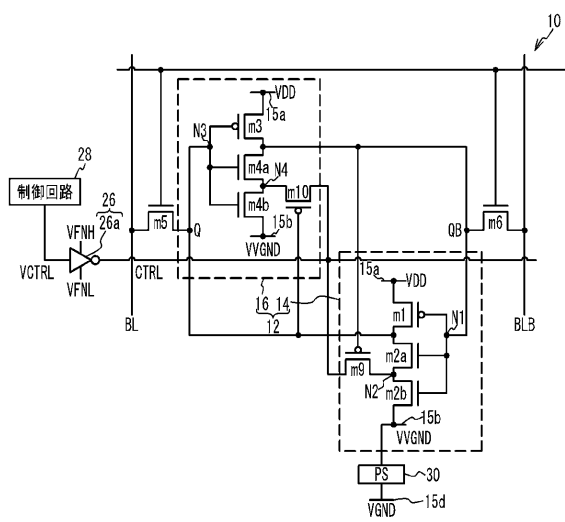 10
VDD
15a
N3
m3
28
制御回路
m4a
N4
m10
m4b
26
26a
m5
Q
15b
QB
m6
VFNH
VVGND
15a
VDD
VCTRL
VFNL
CTRL
BL
16 14
12
m1
N1
BLB
m9
m2a
N2
m2b
15b
VVGND
PS
30
VGND
15d